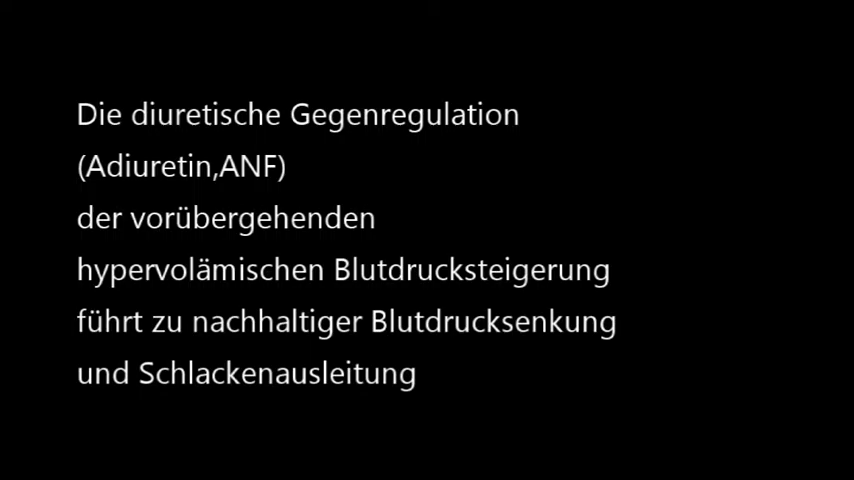 Die diuretische Gegenregulation
(Adiuretin,ANF)
der vorübergehenden
hypervolämischen Blutdrucksteigerung
führt zu nachhaltiger Blutdrucksenkung
und Schlackenausleitung